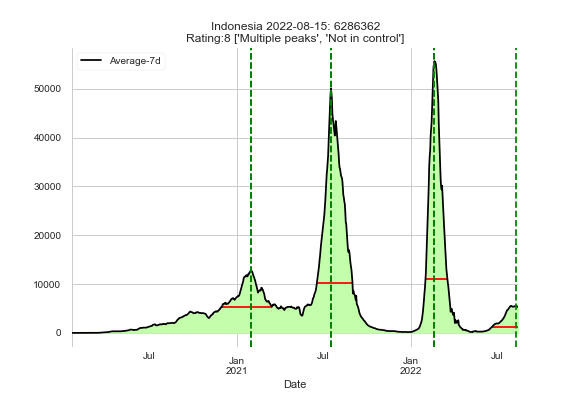 Indonesia 2022-08-15: 6286362
Rating:8 ['Multiple peaks', 'Not in control']
Average-7d
50000
40000
30000
20000
10000
0
Jul
Jan
2021
Jul
Jan
2022
Jul
Date